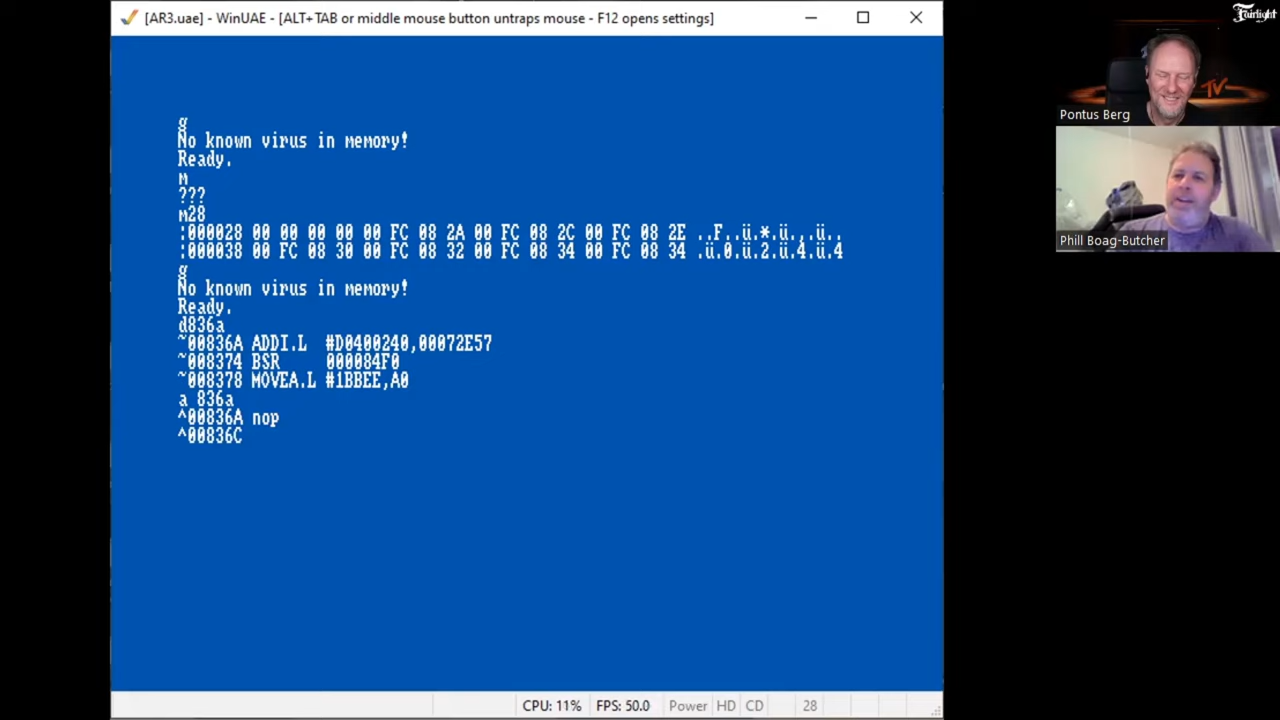 [AR3.uae] - WinUAE - [ALT+TAB or middle mouse button untraps mouse - F12 opens settings]
g
No known virus in memory!
Ready.
m
???
m28
:000028 00 00 00 00 00 FC 08 2A 00 FC 08 2C 00 FC 08 2E ..F..ü.*.ü.,.ü..
:000038 00 FC 08 30 00 FC 08 32 00 FC 08 34 00 FC 08 34 .ü.0.ü.2.ü.4.ü.4
g
No known virus in memory!
Ready.
d836a
~00836A ADDI.L #D0400240,00072E57
~008374 BSR 000084F0
~008378 MOVEA.L #1BBEE,A0
a 836a
^00836A nop
^00836C
CPU: 11% FPS: 50.0 Power HD CD 28
Fairlight
TV
Pontus Berg
Phill Boag-Butcher